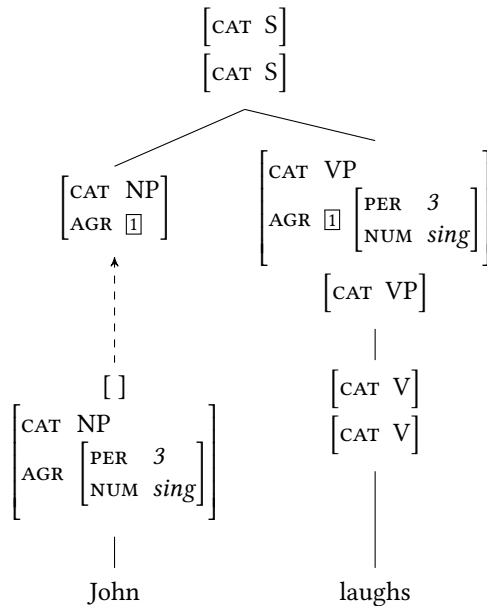 [CAT S]
[CAT S]
[CAT NP
AGR 1]
[CAT VP
AGR 1 [PER 3
NUM sing]]
[CAT VP]
[ ]
[CAT NP
AGR [PER 3
NUM sing]]
[CAT V]
[CAT V]
John laughs